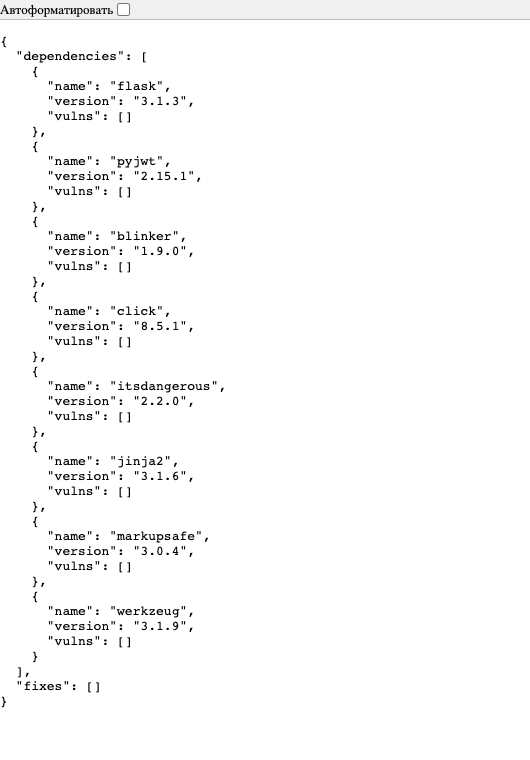 Автоформатировать
{
  "dependencies": [
    {
      "name": "flask",
      "version": "3.1.3",
      "vulns": []
    },
    {
      "name": "pyjwt",
      "version": "2.15.1",
      "vulns": []
    },
    {
      "name": "blinker",
      "version": "1.9.0",
      "vulns": []
    },
    {
      "name": "click",
      "version": "8.5.1",
      "vulns": []
    },
    {
      "name": "itsdangerous",
      "version": "2.2.0",
      "vulns": []
    },
    {
      "name": "jinja2",
      "version": "3.1.6",
      "vulns": []
    },
    {
      "name": "markupsafe",
      "version": "3.0.4",
      "vulns": []
    },
    {
      "name": "werkzeug",
      "version": "3.1.9",
      "vulns": []
    }
  ],
  "fixes": []
}